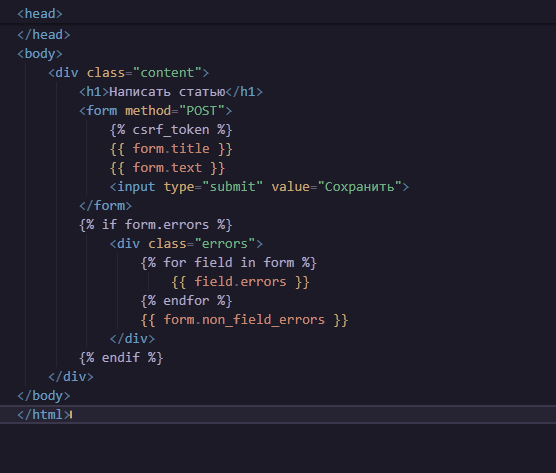 <head>
</head>
<body>
<div class="content">
<h1>Написать статью</h1>
<form method="POST">
{% csrf_token %}
{{ form.title }}
{{ form.text }}
<input type="submit" value="Сохранить">
</form>
{% if form.errors %}
<div class="errors">
{% for field in form %}
{{ field.errors }}
{% endfor %}
{{ form.non_field_errors }}
</div>
{% endif %}
</div>
</body>
</html>